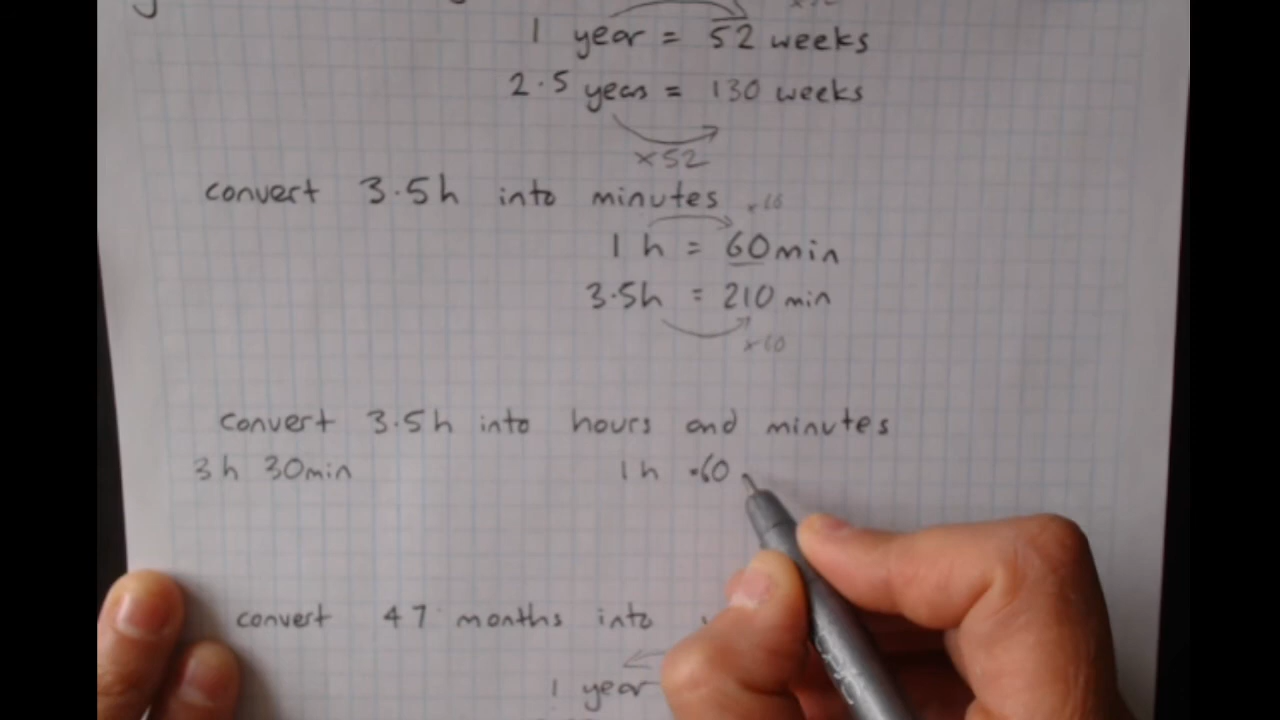 1 year = 52 weeks
2.5 years = 130 weeks
×52
convert 3.5h into minutes
1 h = 60min
3.5h = 210 min
×60
convert 3.5h into hours and minutes
3h 30min 1h 60
convert 47 months into
1 year